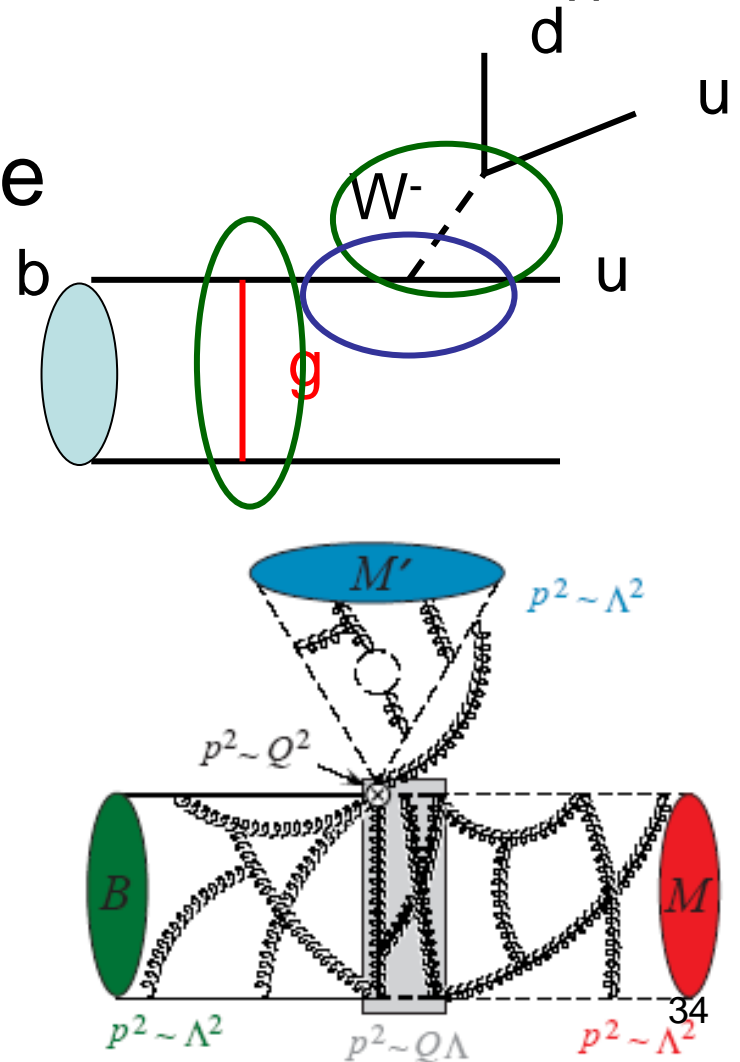 d
u
e
W⁻
b
u
g
M′
p² ~ Λ²
p² ~ Q²
B
M
34
p² ~ Λ²
p² ~ QΛ
p² ~ Λ²